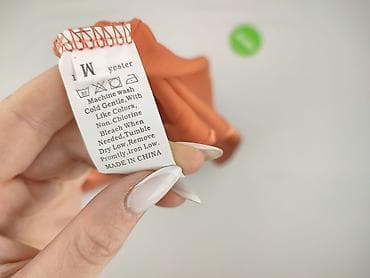 M
yester
Machine wash
Cold Gentle,With
Like Colors,
Non.Chlorine
Bleach When
Needed,Tumble
Dry Low,Remove
Promtly,Iron Low.
MADE IN CHINA